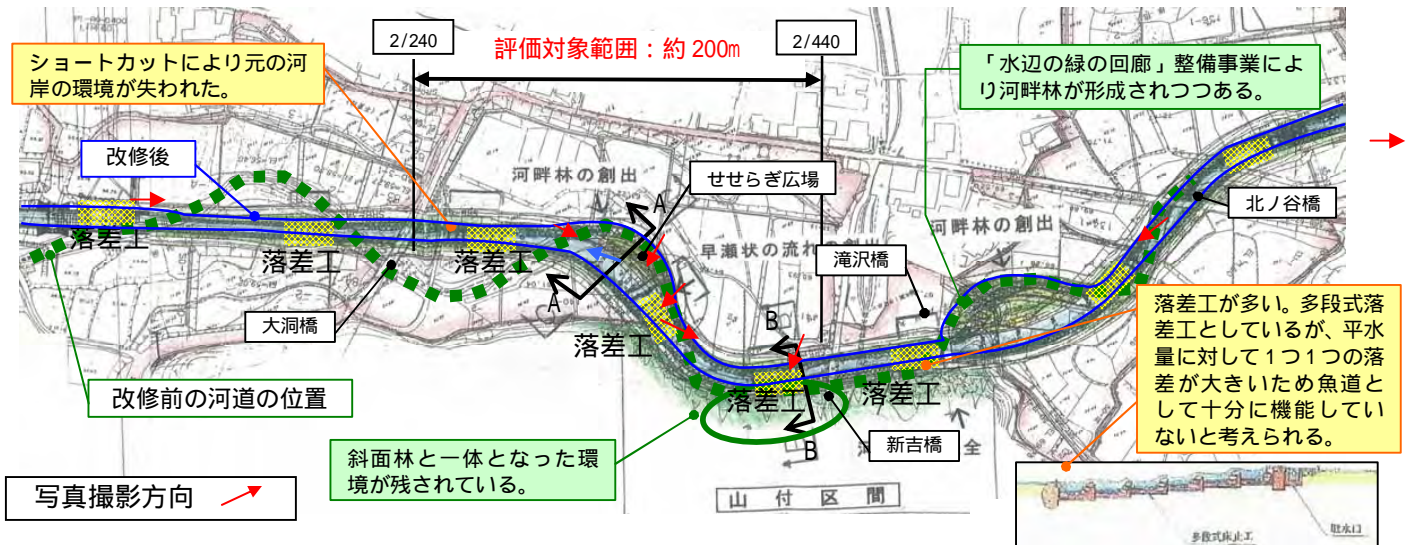 2/240
評価対象範囲：約200m
2/440
ショートカットにより元の河
岸の環境が失われた。
「水辺の緑の回廊」整備事業によ
り河畔林が形成されつつある。
改修後
河畔林の創出
せせらぎ広場
A
北ノ谷橋
河畔林の創出
早瀬状の流れの創出
滝沢橋
落差工
落差工
落差工
A
B
大洞橋
落差工
落差工が多い。多段式落
差工としているが、平水
量に対して1つ1つの落
差が大きいため魚道と
して十分に機能してい
ないと考えられる。
改修前の河道の位置
落差工
落差工
新吉橋
全
B
斜面林と一体となった環
境が残されている。
写真撮影方向
山付区間
多段式床止工
取水口